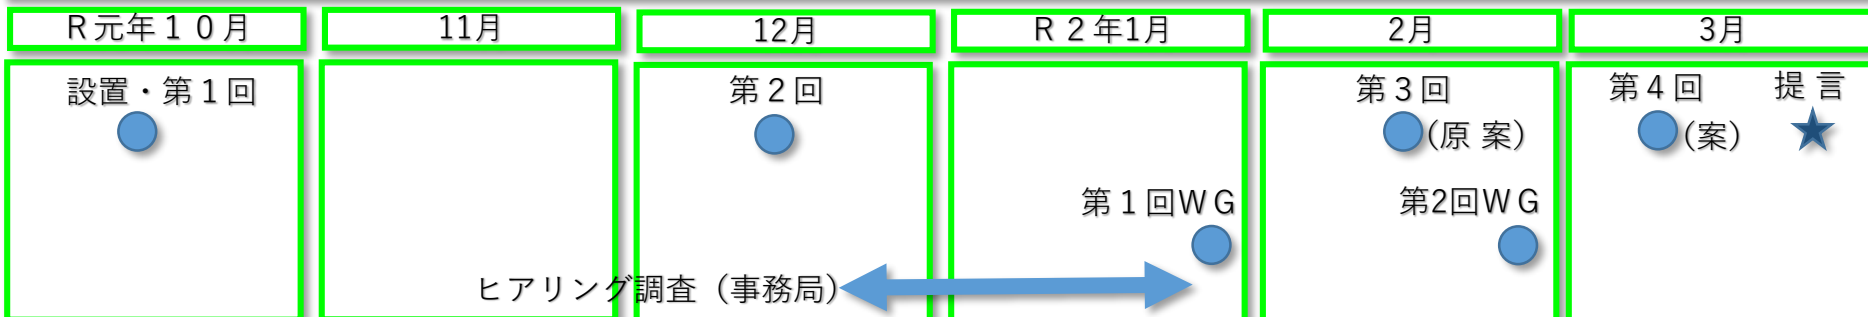 R元年１０月
11月
12月
R２年1月
2月
3月
設置・第１回
第２回
第３回
第４回
提 言
(原 案)
(案)
第１回WG
第2回WG
ヒアリング調査（事務局）